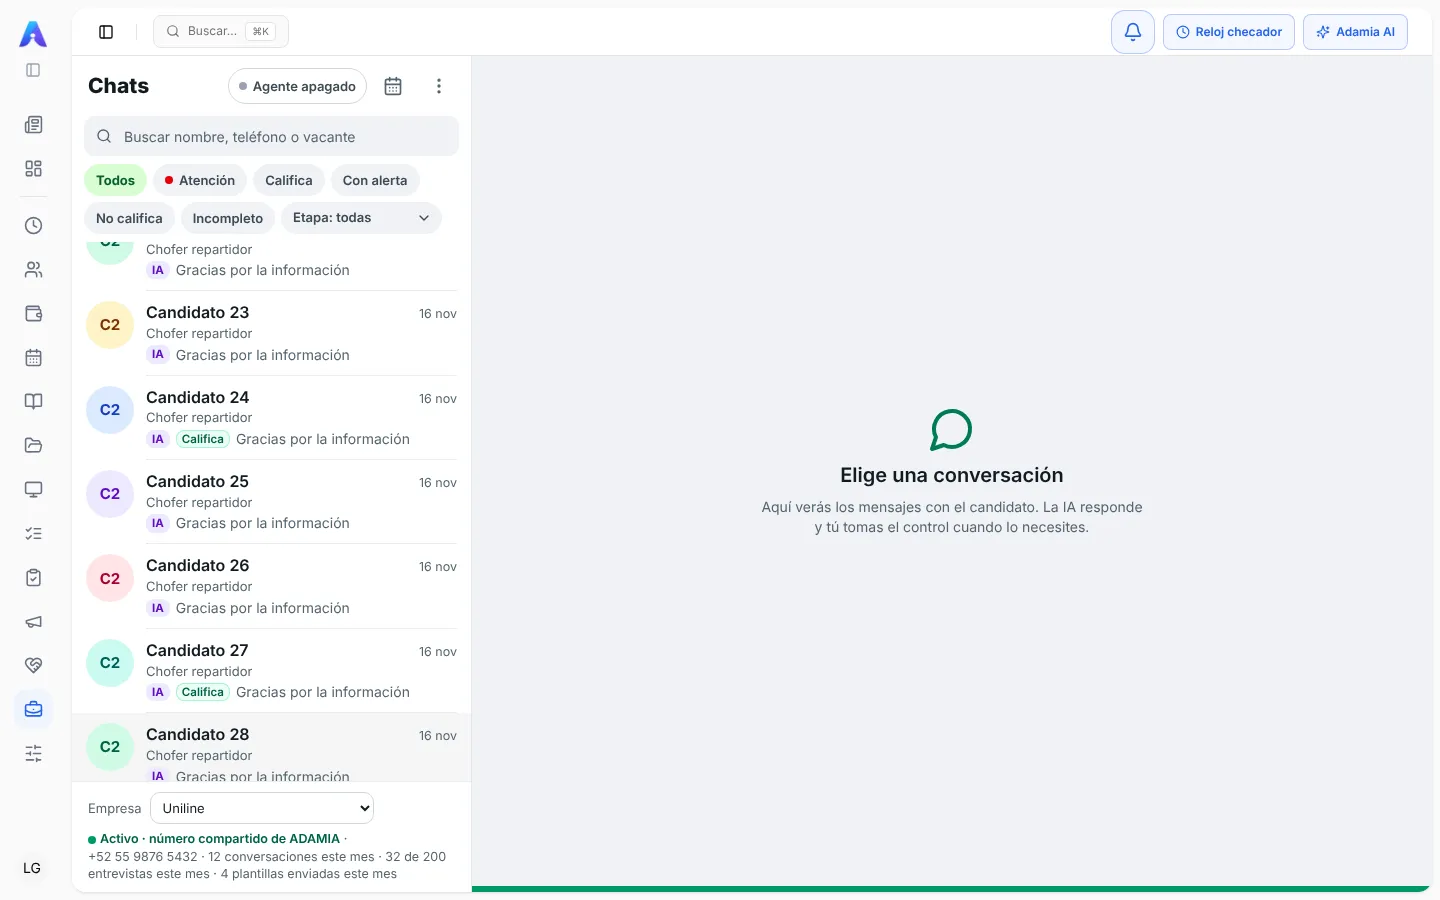 Buscar...
⌘K
Reloj checador
Adamia AI
Chats
Agente apagado
Buscar nombre, teléfono o vacante
Todos
Atención
Califica
Con alerta
No califica
Incompleto
Etapa: todas
C2
Chofer repartidor
IA Gracias por la información
C2
Candidato 23
16 nov
Chofer repartidor
IA Gracias por la información
C2
Candidato 24
16 nov
Chofer repartidor
IA Califica Gracias por la información
C2
Candidato 25
16 nov
Chofer repartidor
IA Gracias por la información
C2
Candidato 26
16 nov
Chofer repartidor
IA Gracias por la información
C2
Candidato 27
16 nov
Chofer repartidor
IA Califica Gracias por la información
C2
Candidato 28
16 nov
Chofer repartidor
IA Gracias por la información
Empresa Uniline
Activo · número compartido de ADAMIA ·
+52 55 9876 5432 · 12 conversaciones este mes · 32 de 200
entrevistas este mes · 4 plantillas enviadas este mes
LG
Elige una conversación
Aquí verás los mensajes con el candidato. La IA responde
y tú tomas el control cuando lo necesites.